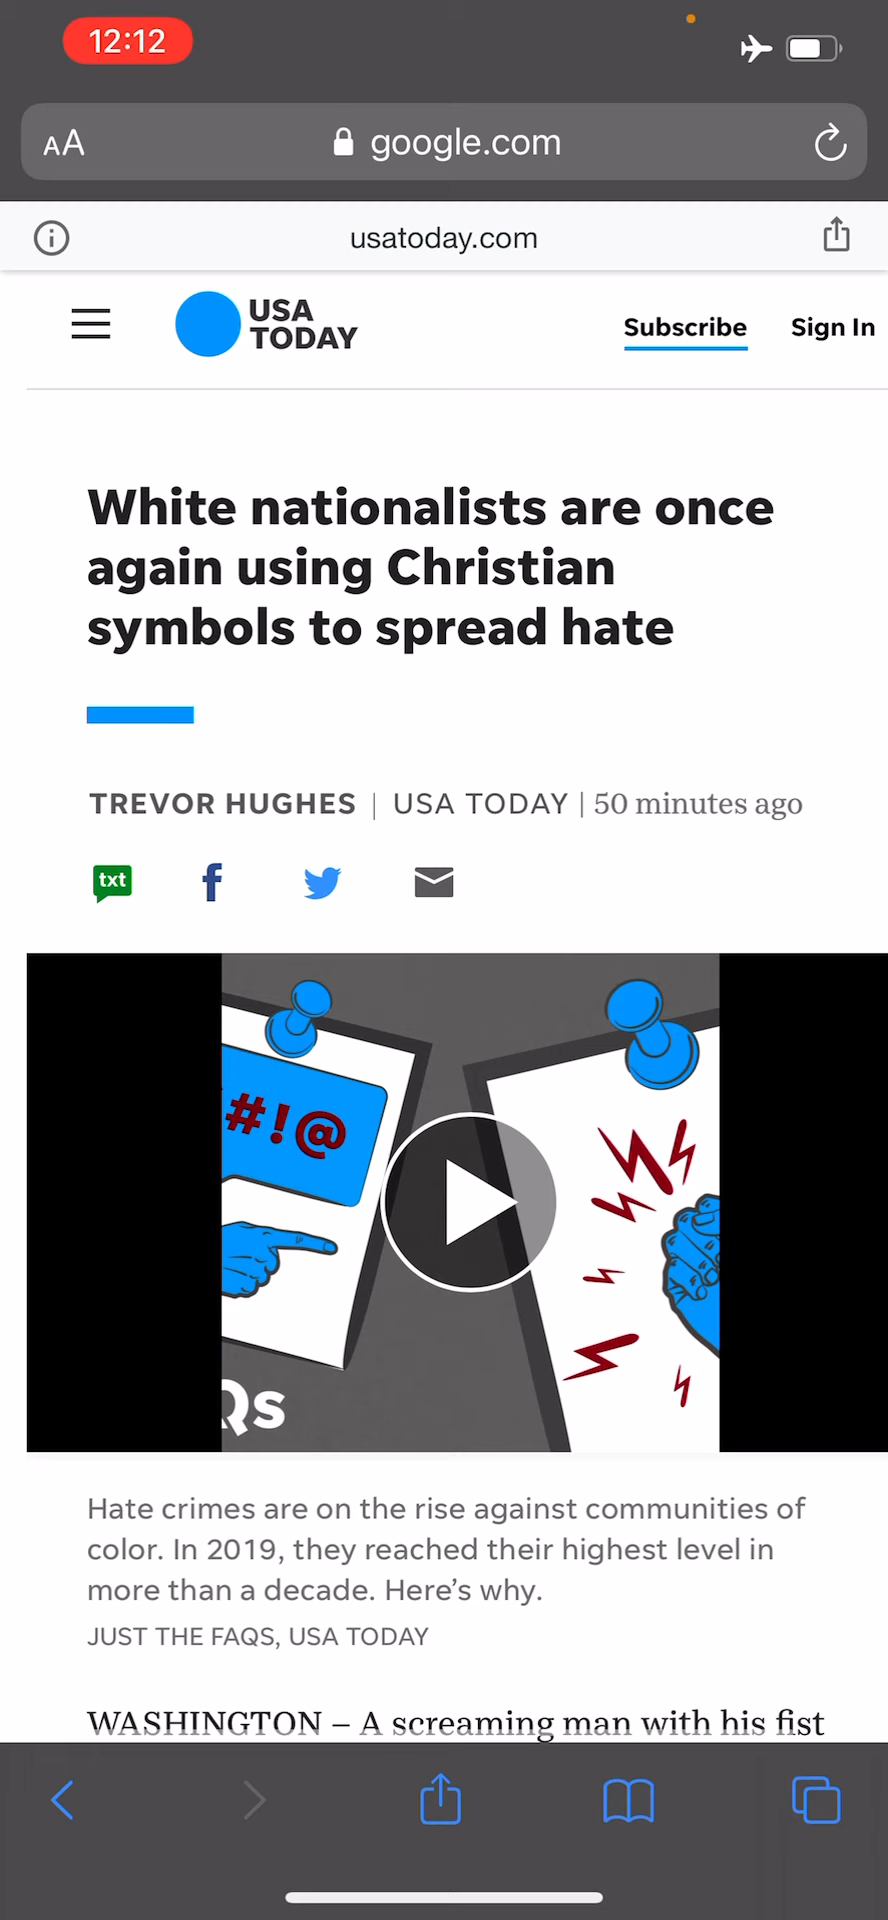 12:12
AA google.com
usatoday.com
USA
TODAY
Subscribe Sign In
White nationalists are once
again using Christian
symbols to spread hate
TREVOR HUGHES | USA TODAY | 50 minutes ago
txt
#!@
Qs
Hate crimes are on the rise against communities of
color. In 2019, they reached their highest level in
more than a decade. Here’s why.
JUST THE FAQS, USA TODAY
WASHINGTON – A screaming man with his fist